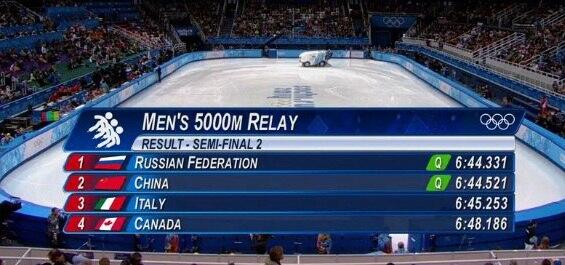 MEN'S 5000M RELAY
RESULT - SEMI-FINAL 2
1 RUSSIAN FEDERATION Q 6:44.331
2 CHINA Q 6:44.521
3 ITALY 6:45.253
4 CANADA 6:48.186